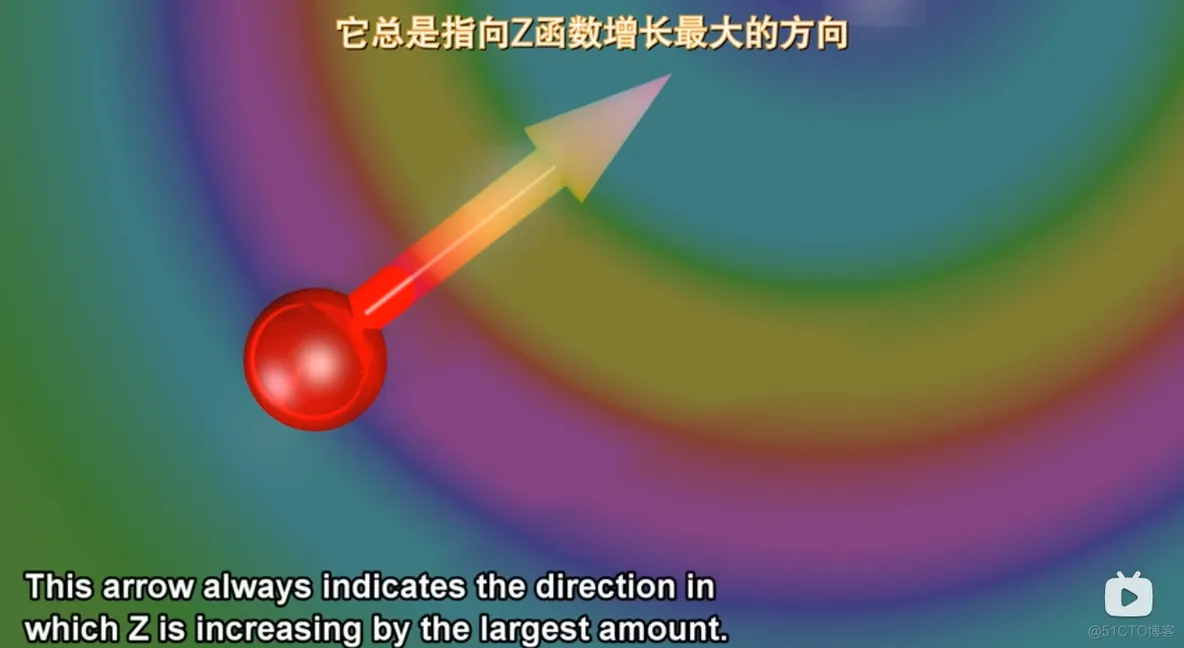 它总是指向Z函数增长最大的方向
This arrow always indicates the direction in
which Z is increasing by the largest amount.
@51CTO博客